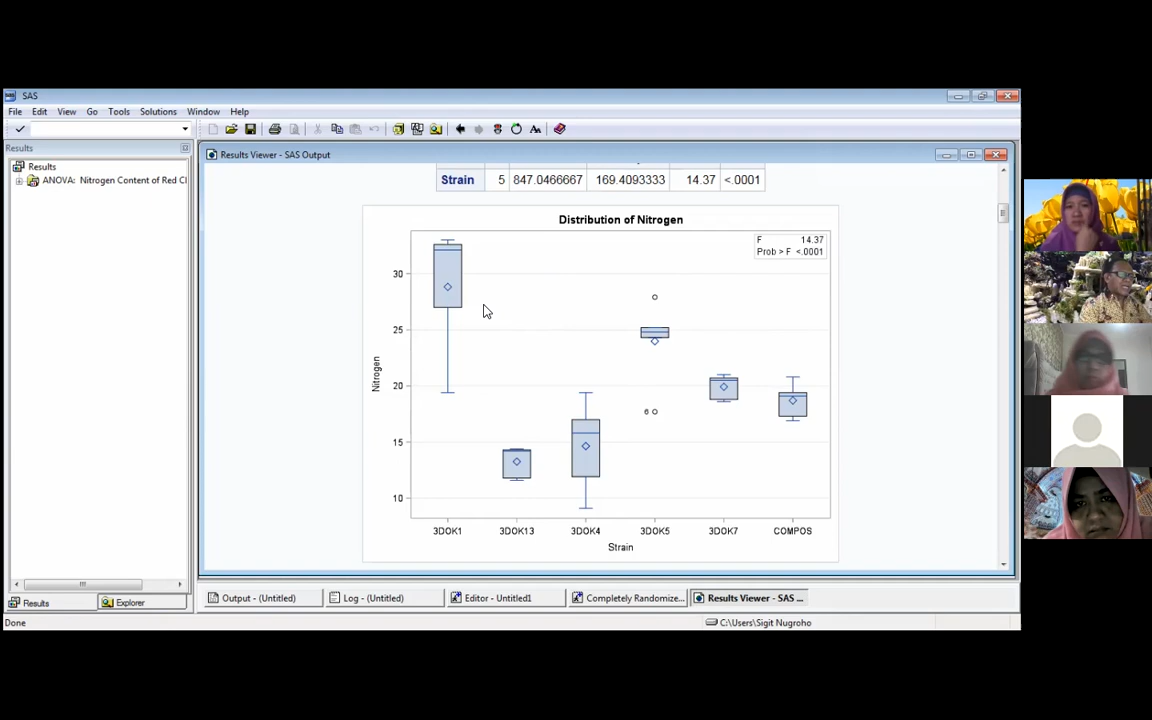 SAS
File Edit View Go Tools Solutions Window Help
Results
Results Viewer - SAS Output
Results
ANOVA: Nitrogen Content of Red Cl
Strain 5 847.0466667 169.4093333 14.37 <.0001
Distribution of Nitrogen
F 14.37
Prob > F <.0001
30
25
20
15
10
Nitrogen
6
3DOK1 3DOK13 3DOK4 3DOK5 3DOK7 COMPOS
Strain
Results Explorer
Output - (Untitled) Log - (Untitled) Editor - Untitled1 Completely Randomize... Results Viewer - SAS ...
Done C:\Users\Sigit Nugroho